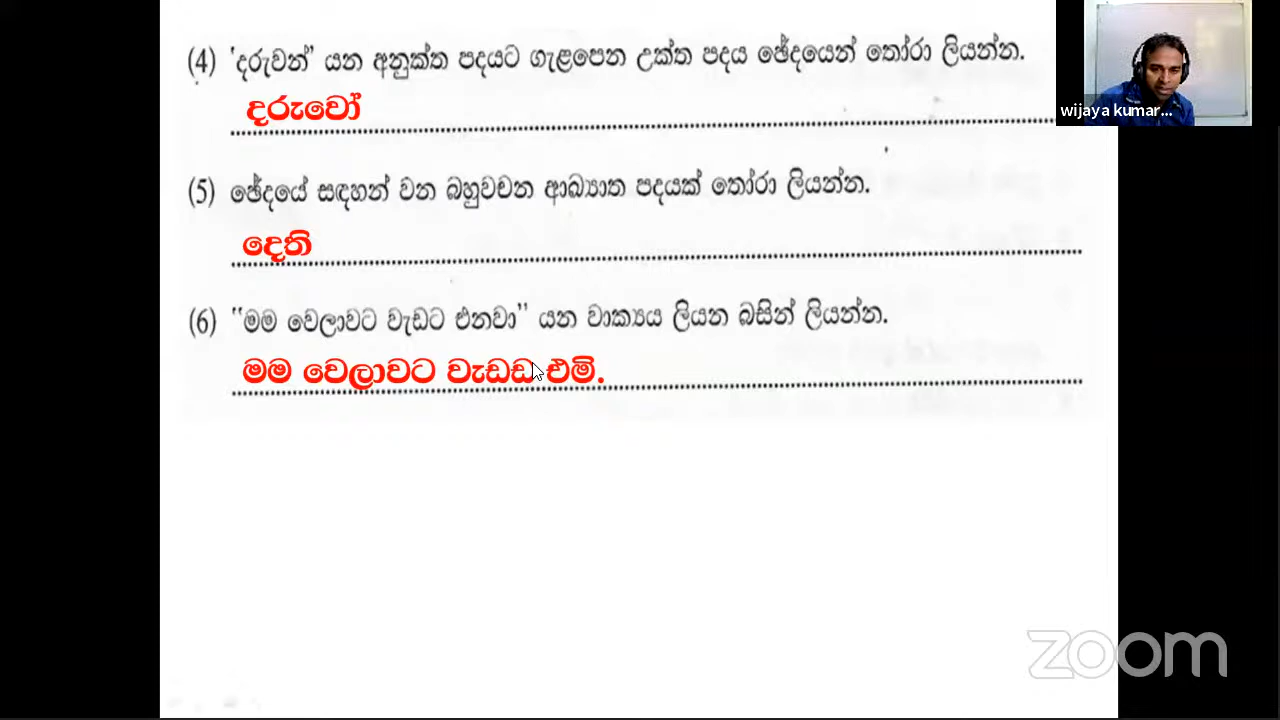 (4) 'දරුවන්' යන අනුක්ත පදයට ගැළපෙන උක්ත පදය ඡේදයෙන් තෝරා ලියන්න.
දරුවෝ
(5) ඡේදයේ සඳහන් වන බහුවචන ආඛ්‍යාත පදයක් තෝරා ලියන්න.
දෙති
(6) "මම වෙලාවට වැඩට එනවා" යන වාක්‍යය ලියන බසින් ලියන්න.
මම වෙලාවට වැඩඩ එමි.
wijaya kumar...
zoom